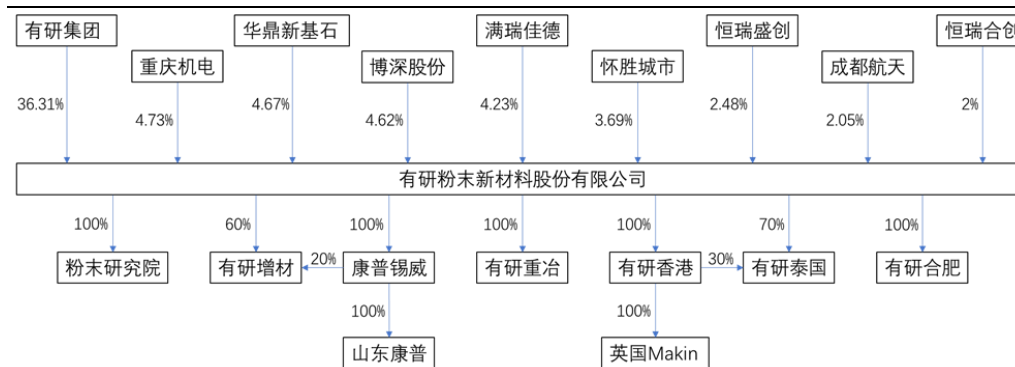 有研集团
华鼎新基石
满瑞佳德
恒瑞盛创
恒瑞合创
重庆机电
博深股份
怀胜城市
成都航天
36.31%
4.73%
4.67%
4.62%
4.23%
3.69%
2.48%
2.05%
2%
有研粉末新材料股份有限公司
100%
60%
100%
100%
100%
70%
100%
粉末研究院
有研增材
20%
康普锡威
有研重冶
有研香港
30%
有研泰国
有研合肥
100%
100%
山东康普
英国Makin